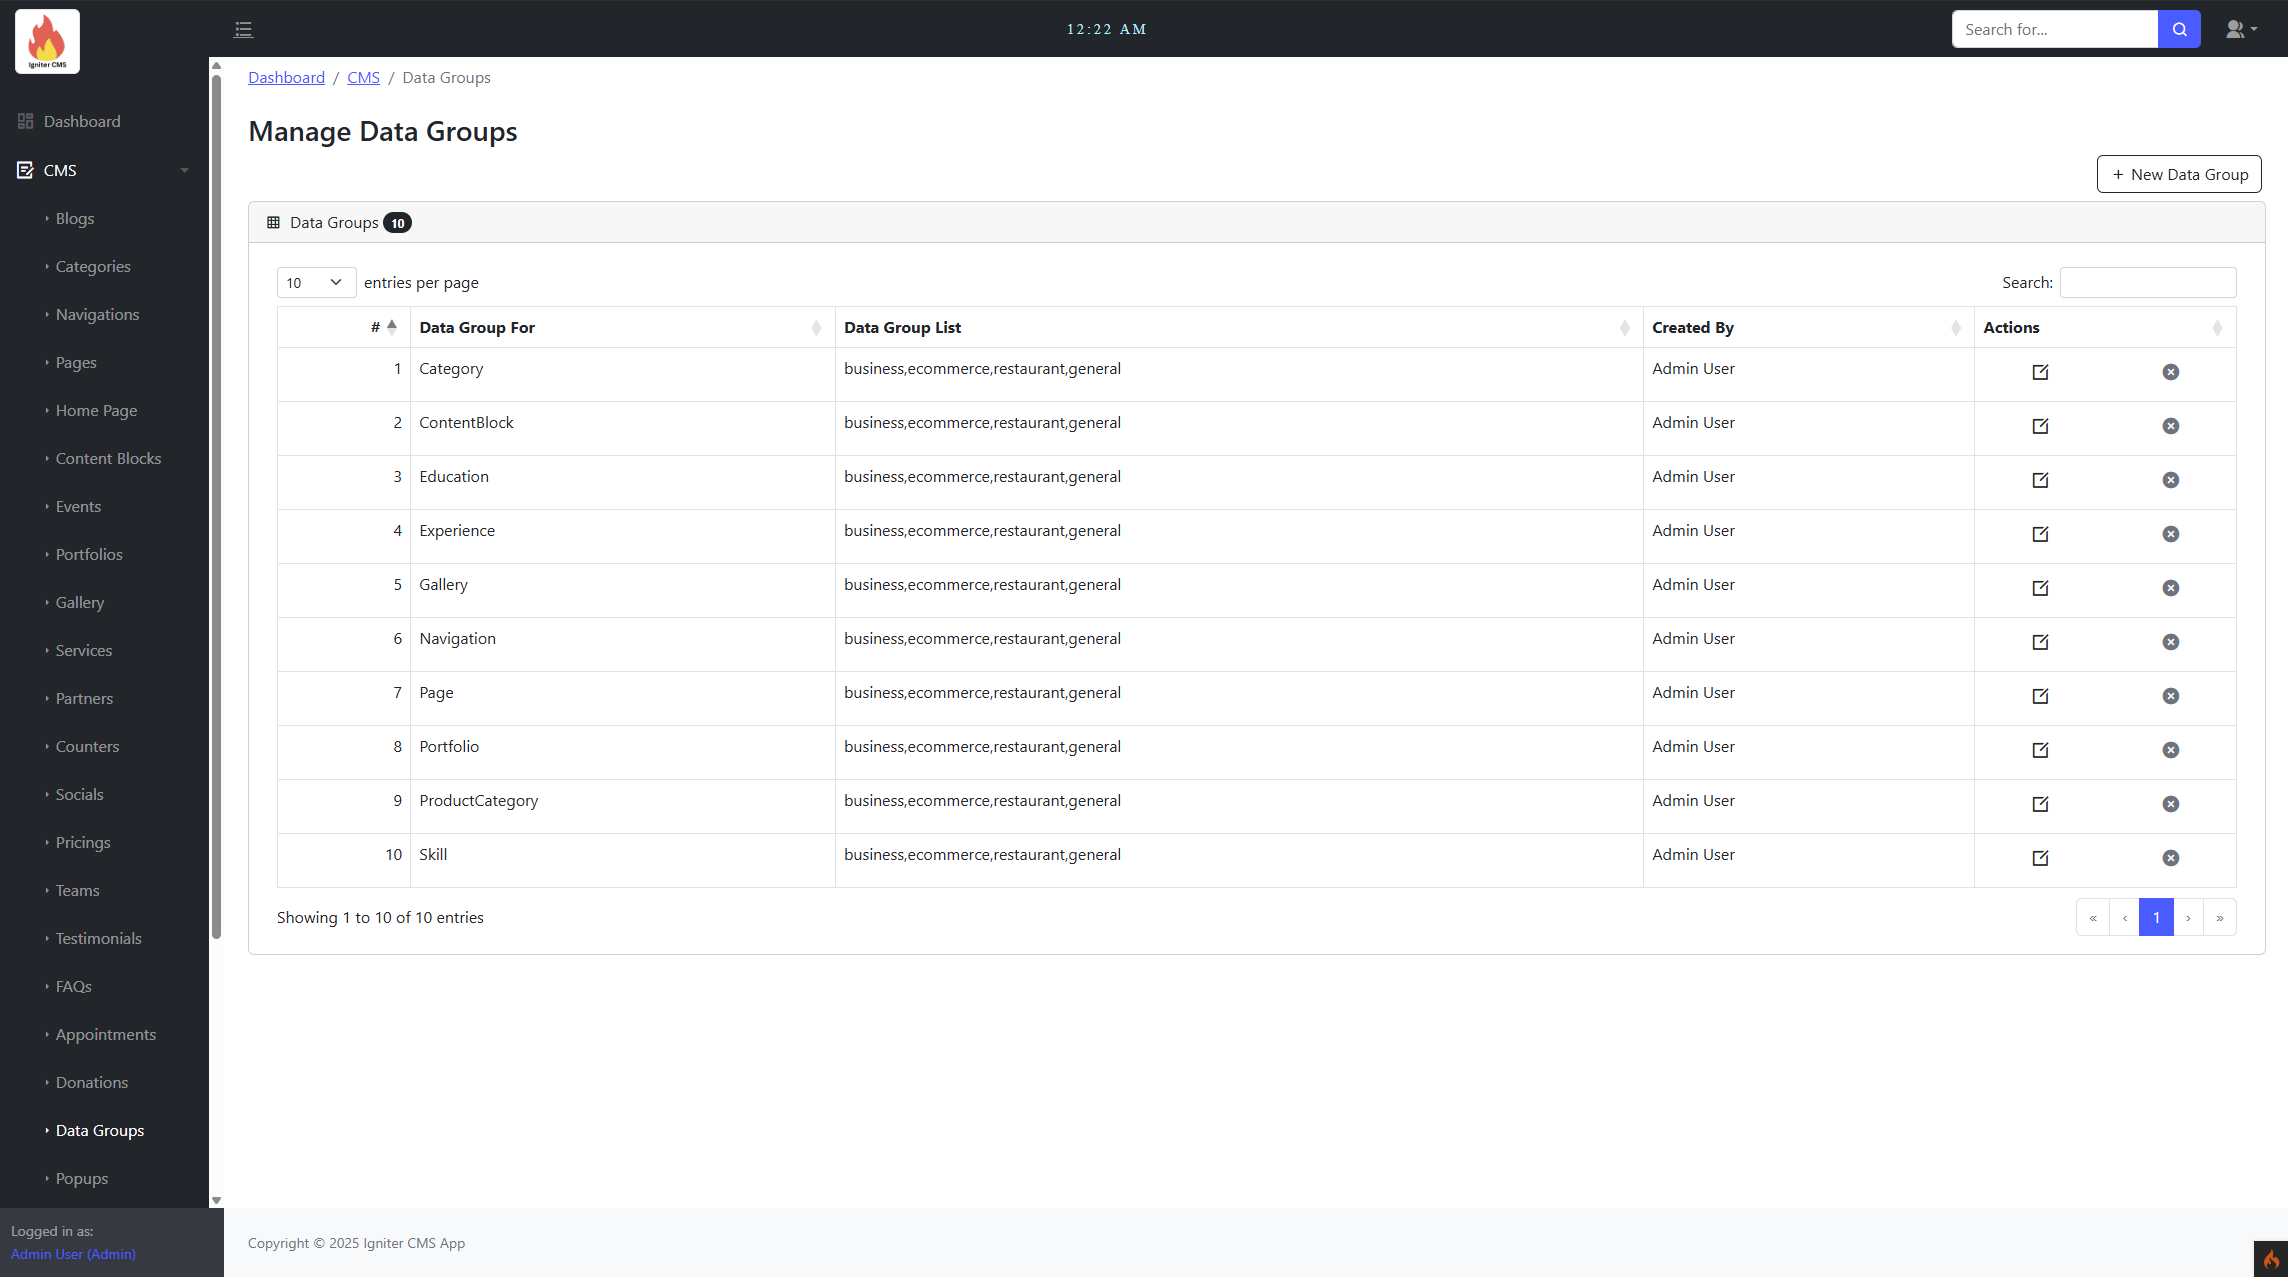 Igniter CMS
12:22 AM
Search for...
Dashboard
CMS
Blogs
Categories
Navigations
Pages
Home Page
Content Blocks
Events
Portfolios
Gallery
Services
Partners
Counters
Socials
Pricings
Teams
Testimonials
FAQs
Appointments
Donations
Data Groups
Popups
Logged in as:
Admin User (Admin)
Dashboard / CMS / Data Groups
Manage Data Groups
+ New Data Group
Data Groups 10
10 entries per page
Search:
# Data Group For Data Group List Created By Actions
1 Category business,ecommerce,restaurant,general Admin User
2 ContentBlock business,ecommerce,restaurant,general Admin User
3 Education business,ecommerce,restaurant,general Admin User
4 Experience business,ecommerce,restaurant,general Admin User
5 Gallery business,ecommerce,restaurant,general Admin User
6 Navigation business,ecommerce,restaurant,general Admin User
7 Page business,ecommerce,restaurant,general Admin User
8 Portfolio business,ecommerce,restaurant,general Admin User
9 ProductCategory business,ecommerce,restaurant,general Admin User
10 Skill business,ecommerce,restaurant,general Admin User
Showing 1 to 10 of 10 entries
« ‹ 1 › »
Copyright © 2025 Igniter CMS App